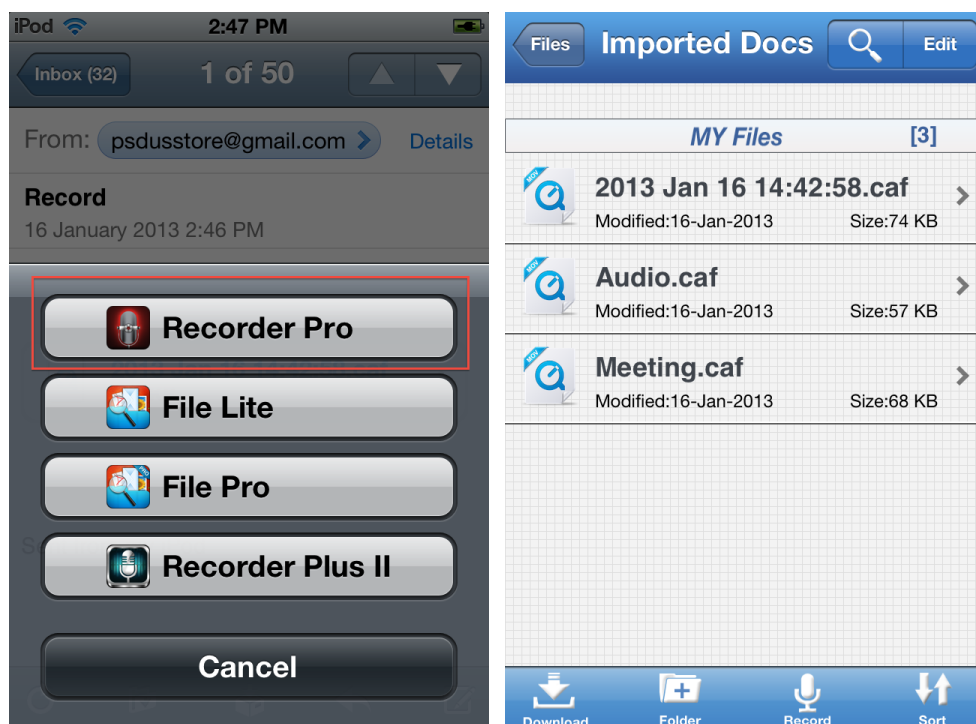 iPod 2:47 PM
Inbox (32) 1 of 50
From: psdusstore@gmail.com Details
Record
16 January 2013 2:46 PM
Recorder Pro
File Lite
File Pro
Recorder Plus II
Cancel
Files Imported Docs Edit
MY Files [3]
MOV
2013 Jan 16 14:42:58.caf
Modified:16-Jan-2013 Size:74 KB
MOV
Audio.caf
Modified:16-Jan-2013 Size:57 KB
MOV
Meeting.caf
Modified:16-Jan-2013 Size:68 KB
Download Folder Record Sort